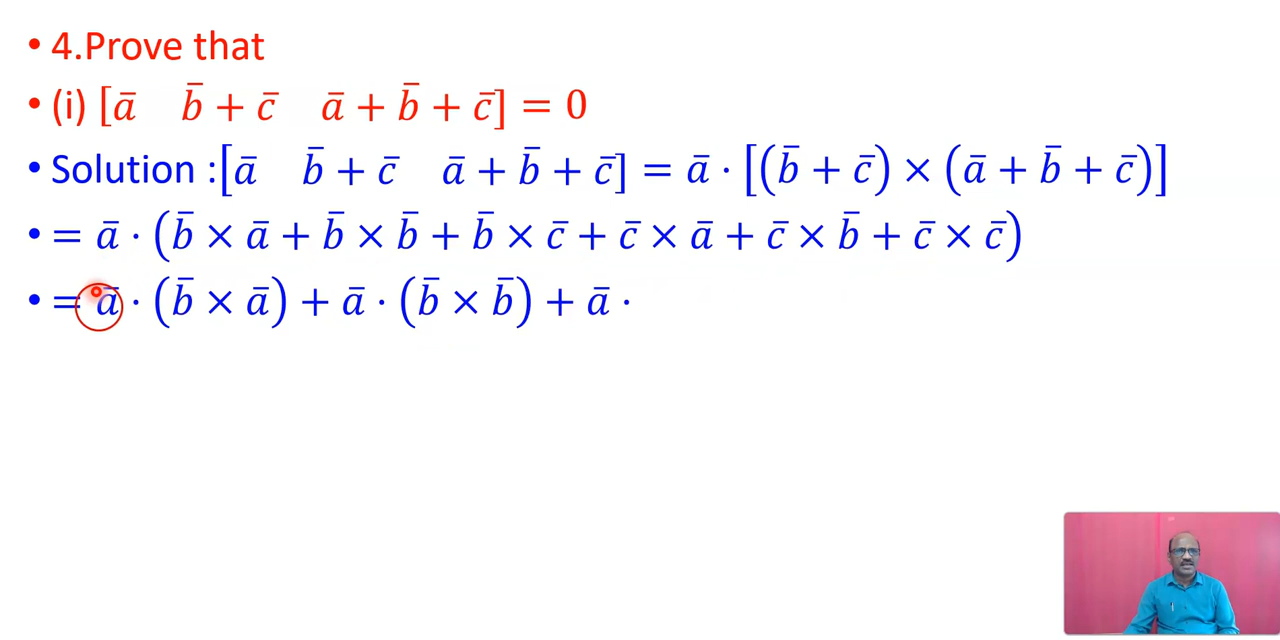 • 4.Prove that
• (i) [a̅ b̅ + c̅ a̅ + b̅ + c̅] = 0
• Solution :[a̅ b̅ + c̅ a̅ + b̅ + c̅] = a̅ · [(b̅ + c̅) × (a̅ + b̅ + c̅)]
• = a̅ · (b̅ × a̅ + b̅ × b̅ + b̅ × c̅ + c̅ × a̅ + c̅ × b̅ + c̅ × c̅)
• = a̅ · (b̅ × a̅) + a̅ · (b̅ × b̅) + a̅ ·